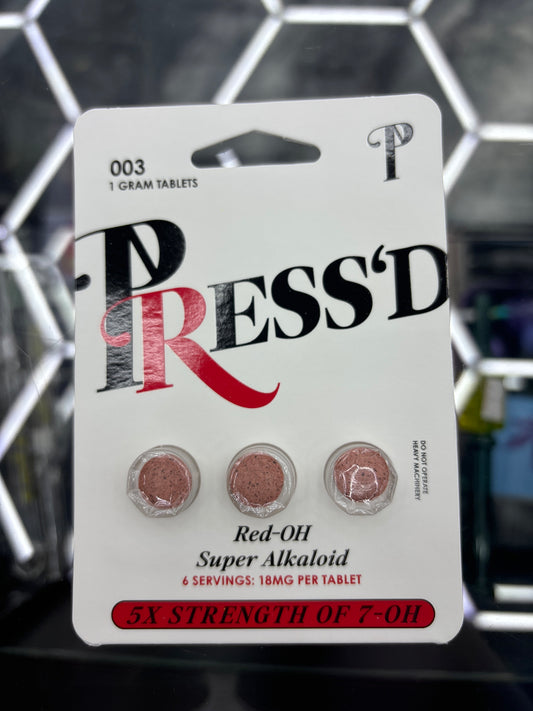 003
1 GRAM TABLETS
P
PRESS'D
DO NOT OPERATE
HEAVY MACHINERY
Red-OH
Super Alkaloid
6 SERVINGS: 18MG PER TABLET
5X STRENGTH OF 7-OH